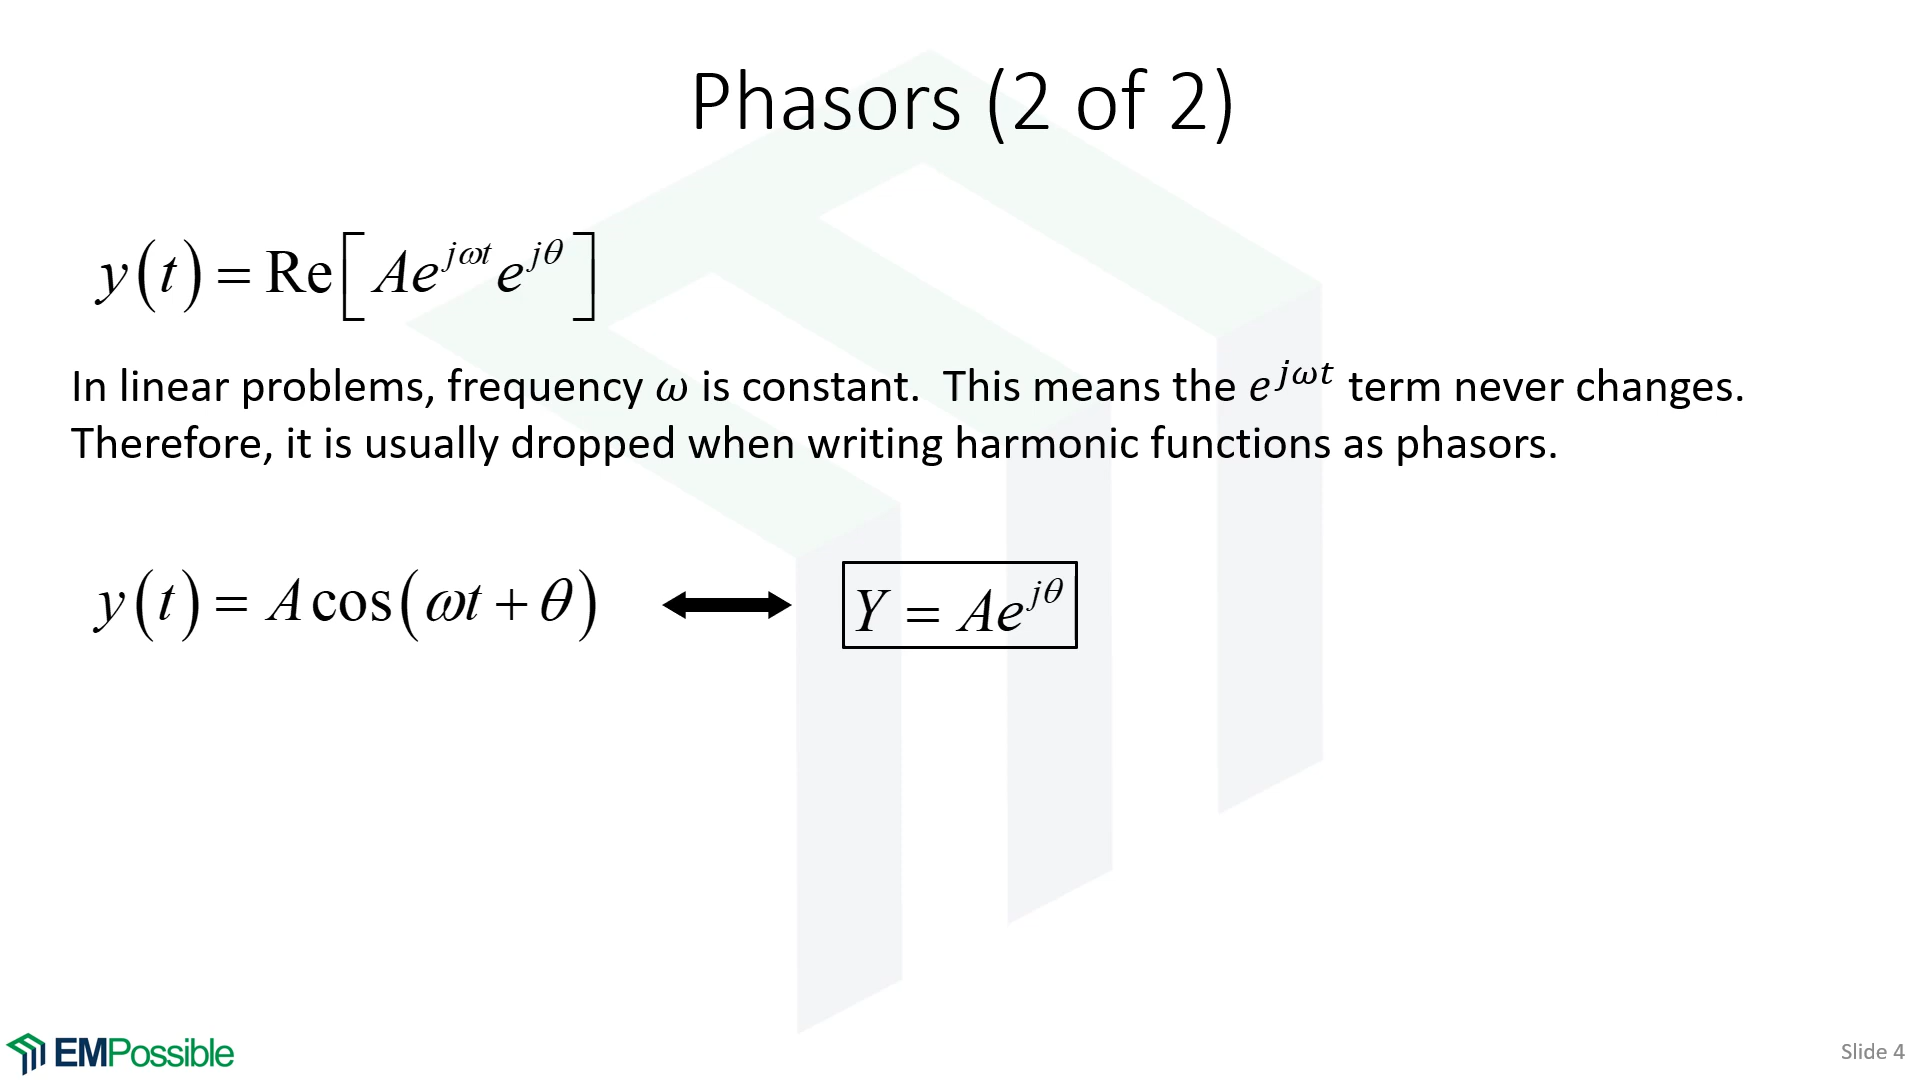 Phasors (2 of 2)
y(t) = Re[Ae^{jωt}e^{jθ}]
In linear problems, frequency ω is constant.  This means the e^{jωt} term never changes.
Therefore, it is usually dropped when writing harmonic functions as phasors.
y(t) = A cos(ωt + θ) ⟷ Y = Ae^{jθ}
EMPossible
Slide 4